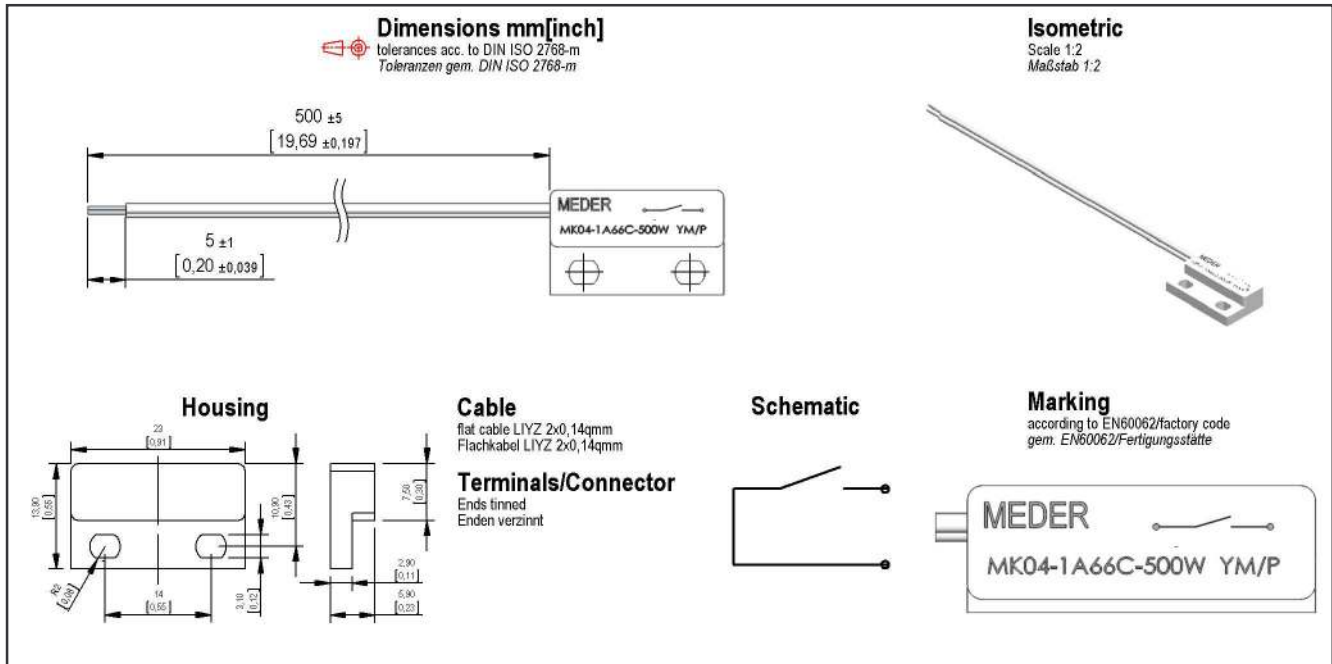 Dimensions mm[inch]
tolerances acc. to DIN ISO 2768-m
Toleranzen gem. DIN ISO 2768-m
Isometric
Scale 1:2
Maßstab 1:2
500 ±5
[19,69 ±0,197]
5 ±1
[0,20 ±0,039]
MEDER
MK04-1A66C-500W YM/P
MEDER
Housing
23
[0,91]
13,90
[0,55]
10,90
[0,43]
7,50
[0,30]
R2
[0,08]
14
[0,55]
3,10
[0,12]
2,90
[0,11]
5,90
[0,23]
Cable
flat cable LIYZ 2x0,14qmm
Flachkabel LIYZ 2x0,14qmm
Terminals/Connector
Ends tinned
Enden verzinnt
Schematic
Marking
according to EN60062/factory code
gem. EN60062/Fertigungsstätte
MEDER
MK04-1A66C-500W YM/P